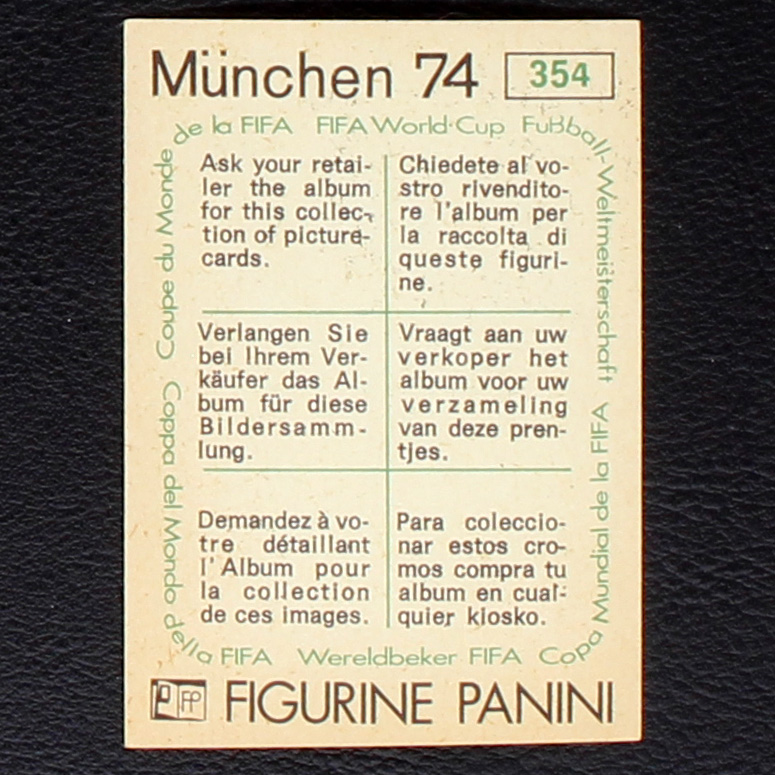 München 74 354
Coupe du Monde de la FIFA FIFA World-Cup Fußball-Weltmeisterschaft
Ask your retai-
ler the album
for this collec-
tion of picture-
cards.
Chiedete al vo-
stro rivendito-
re l'album per
la raccolta di
queste figuri-
ne.
Verlangen Sie
bei Ihrem Ver-
käufer das Al-
bum für diese
Bildersamm-
lung.
Vraagt aan uw
verkoper het
album voor uw
verzameling
van deze pren-
tjes.
Demandez à vo-
tre détaillant
l'Album pour
la collection
de ces images.
Para coleccio-
nar estos cro-
mos compra tu
album en cual-
quier kiosko.
Coppa del Mondo della FIFA Wereldbeker FIFA Copa Mundial de la FIFA
FP FIGURINE PANINI